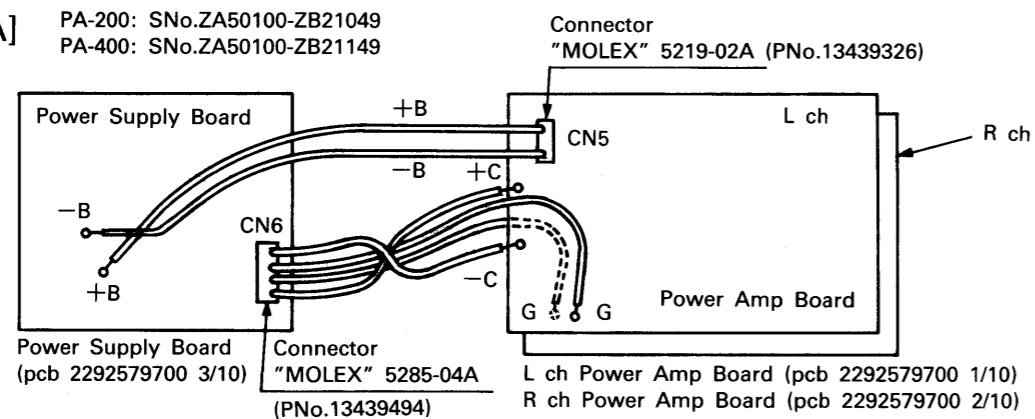 A]
PA-200: SNo.ZA50100-ZB21049
PA-400: SNo.ZA50100-ZB21149
Connector
"MOLEX" 5219-02A (PNo.13439326)
Power Supply Board
+B
CN5
L ch
R ch
−B
+C
−B
CN6
+B
−C
G
G
Power Amp Board
Power Supply Board
(pcb 2292579700 3/10)
Connector
"MOLEX" 5285-04A
(PNo.13439494)
L ch Power Amp Board (pcb 2292579700 1/10)
R ch Power Amp Board (pcb 2292579700 2/10)